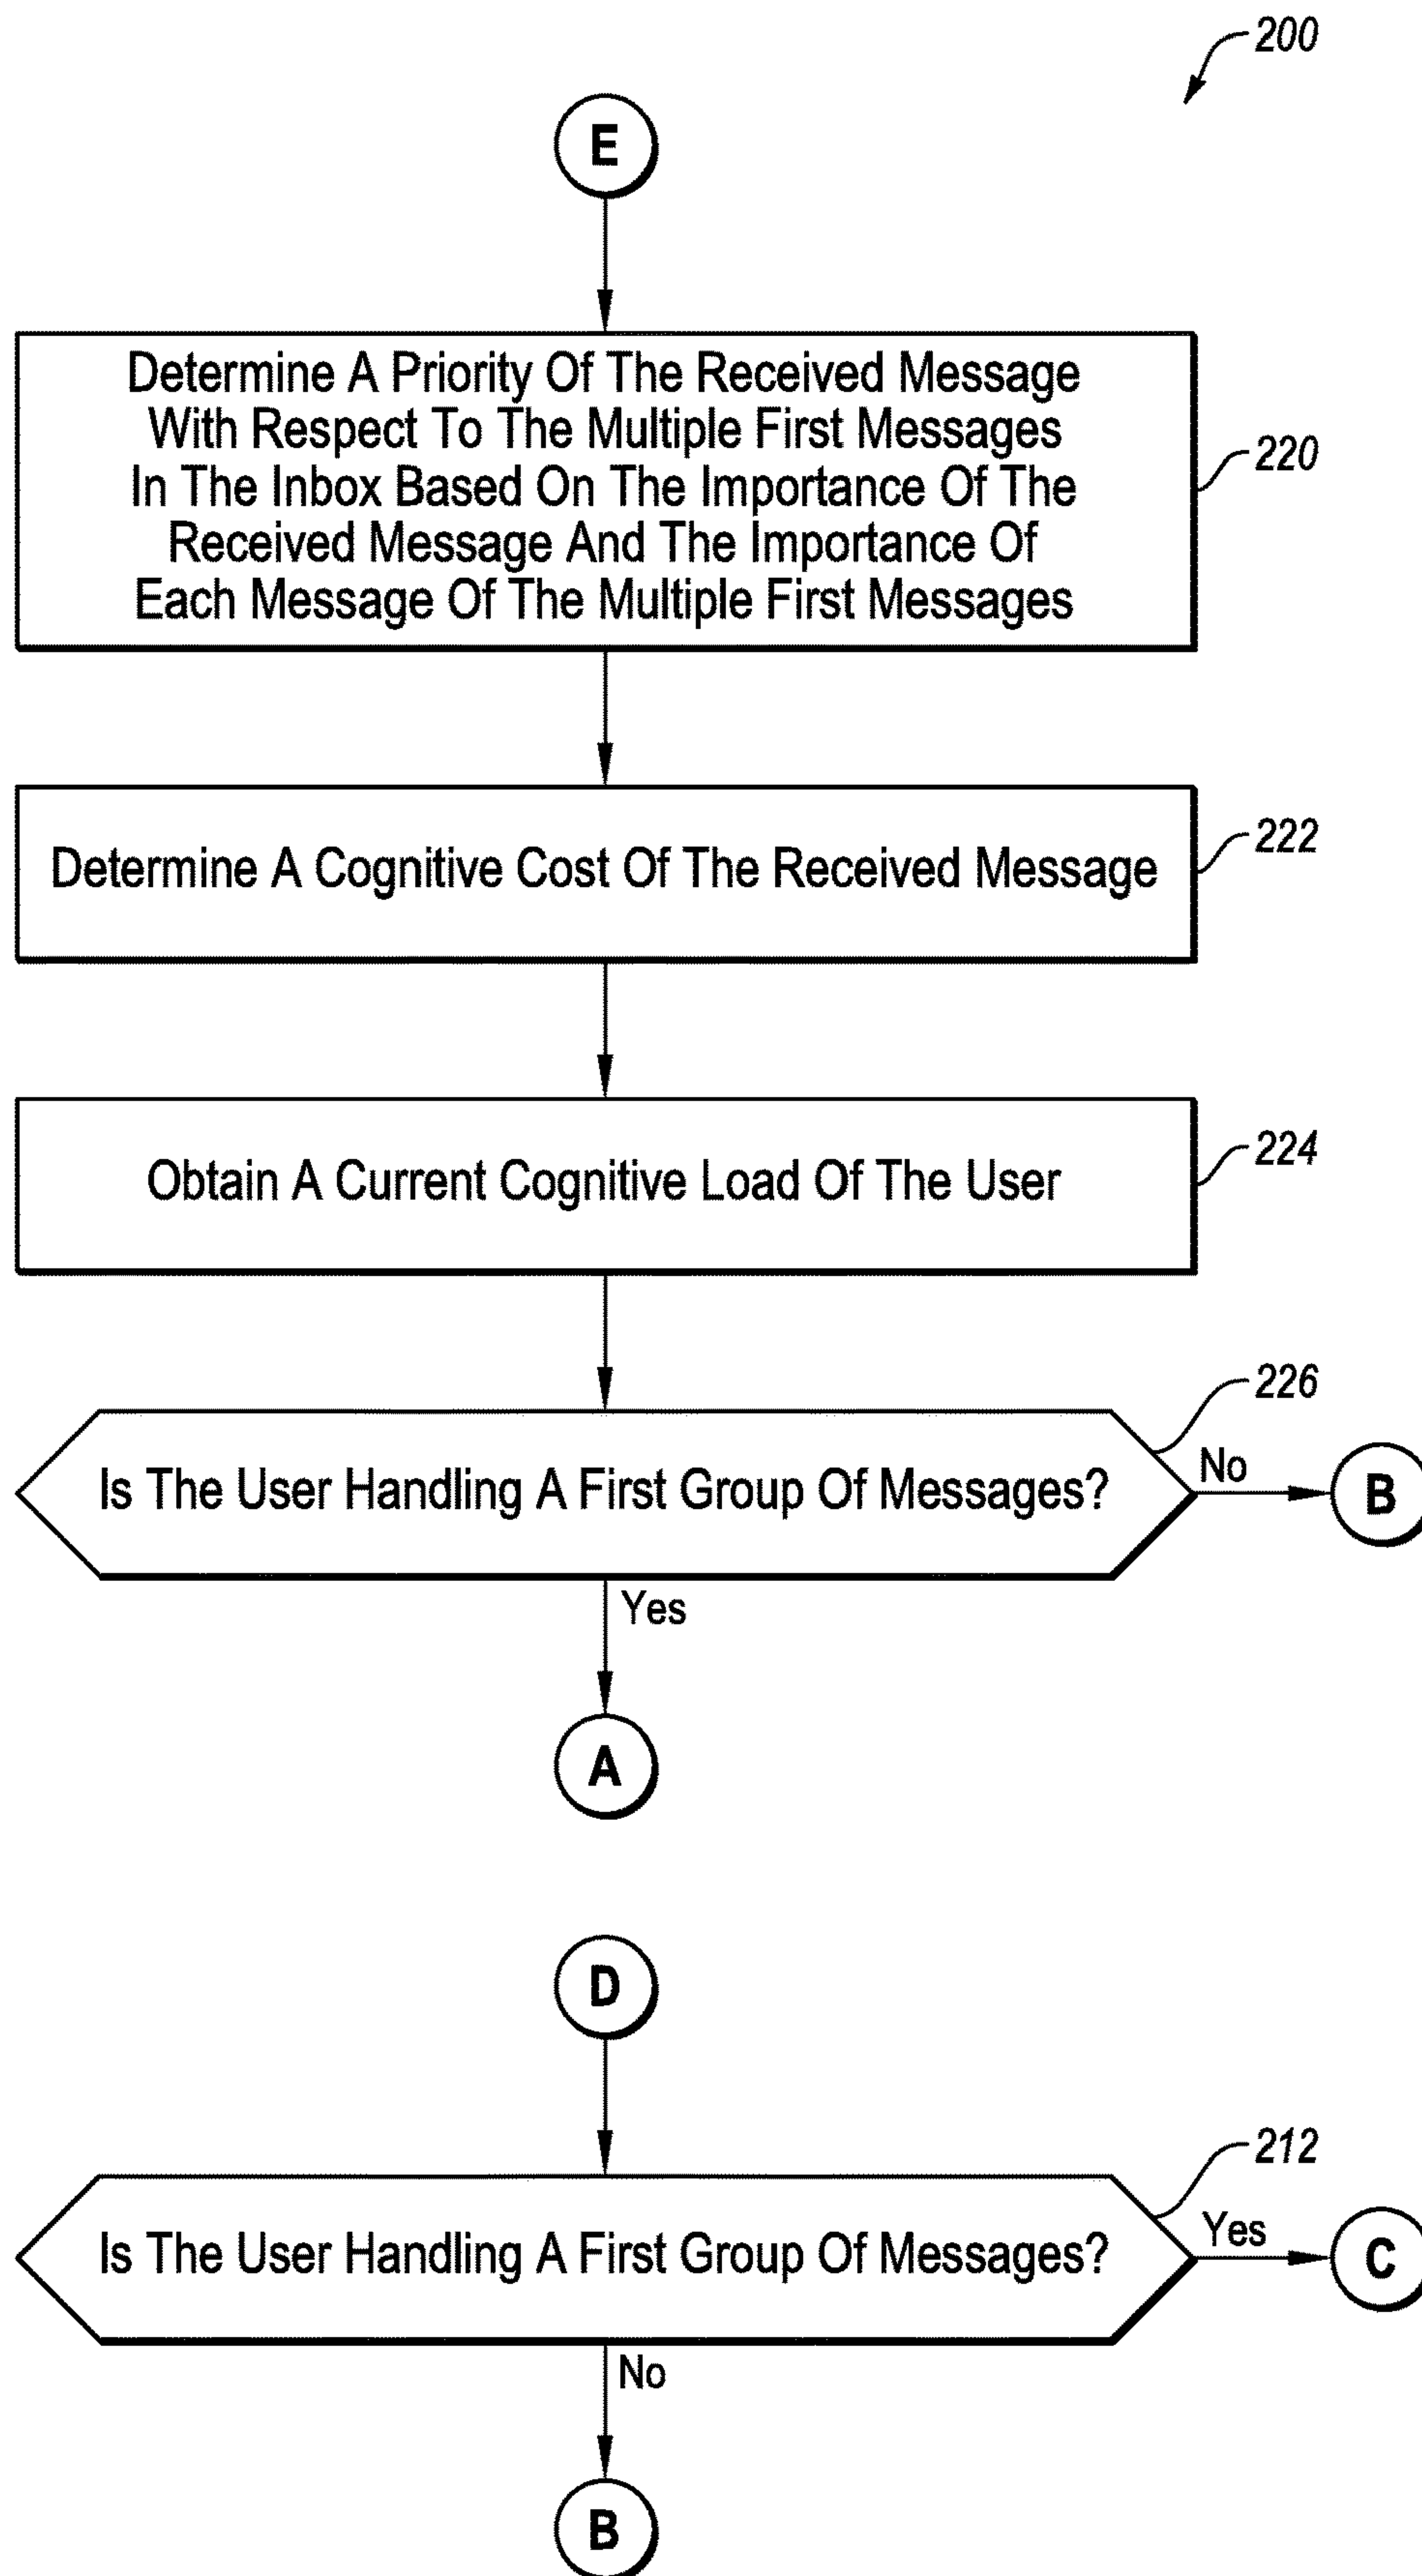 200
E
Determine A Priority Of The Received Message
With Respect To The Multiple First Messages
In The Inbox Based On The Importance Of The
Received Message And The Importance Of
Each Message Of The Multiple First Messages
220
Determine A Cognitive Cost Of The Received Message
222
Obtain A Current Cognitive Load Of The User
224
226
Is The User Handling A First Group Of Messages?
No
B
Yes
A
D
212
Is The User Handling A First Group Of Messages?
Yes
C
No
B